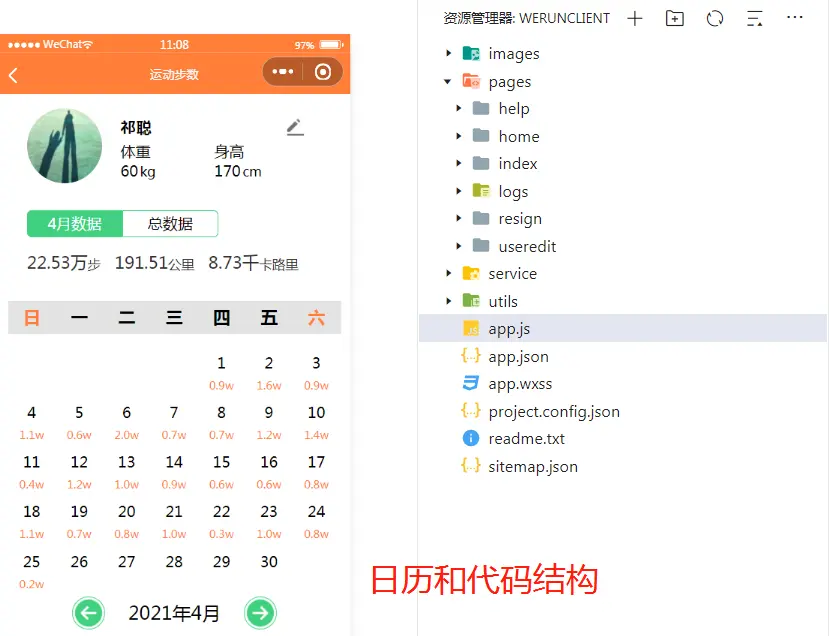 WeChat 11:08 97%
运动步数
祁聪
体重 身高
60kg 170cm
4月数据 总数据
22.53万步 191.51公里 8.73千卡路里
日 一 二 三 四 五 六
1 2 3
0.9w 1.6w 0.9w
4 5 6 7 8 9 10
1.1w 0.6w 2.0w 0.7w 0.7w 1.2w 1.4w
11 12 13 14 15 16 17
0.4w 1.2w 1.0w 0.9w 0.6w 0.6w 0.8w
18 19 20 21 22 23 24
1.1w 0.7w 0.8w 1.0w 0.3w 1.0w 0.8w
25 26 27 28 29 30
0.2w
2021年4月
资源管理器: WERUNCLIENT
images
pages
help
home
index
logs
resign
useredit
service
utils
JS app.js
{..} app.json
app.wxss
{..} project.config.json
readme.txt
{..} sitemap.json
日历和代码结构